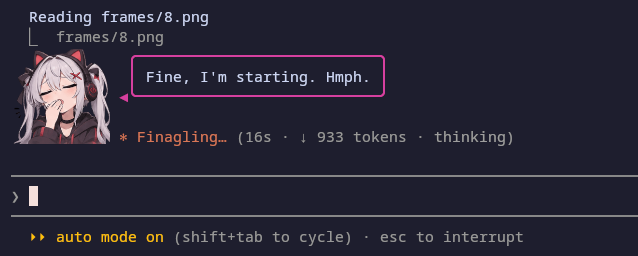 Reading frames/8.png
⎿  frames/8.png
Fine, I'm starting. Hmph.
✻ Finagling… (16s · ↓ 933 tokens · thinking)
❯
⏵⏵ auto mode on (shift+tab to cycle) · esc to interrupt